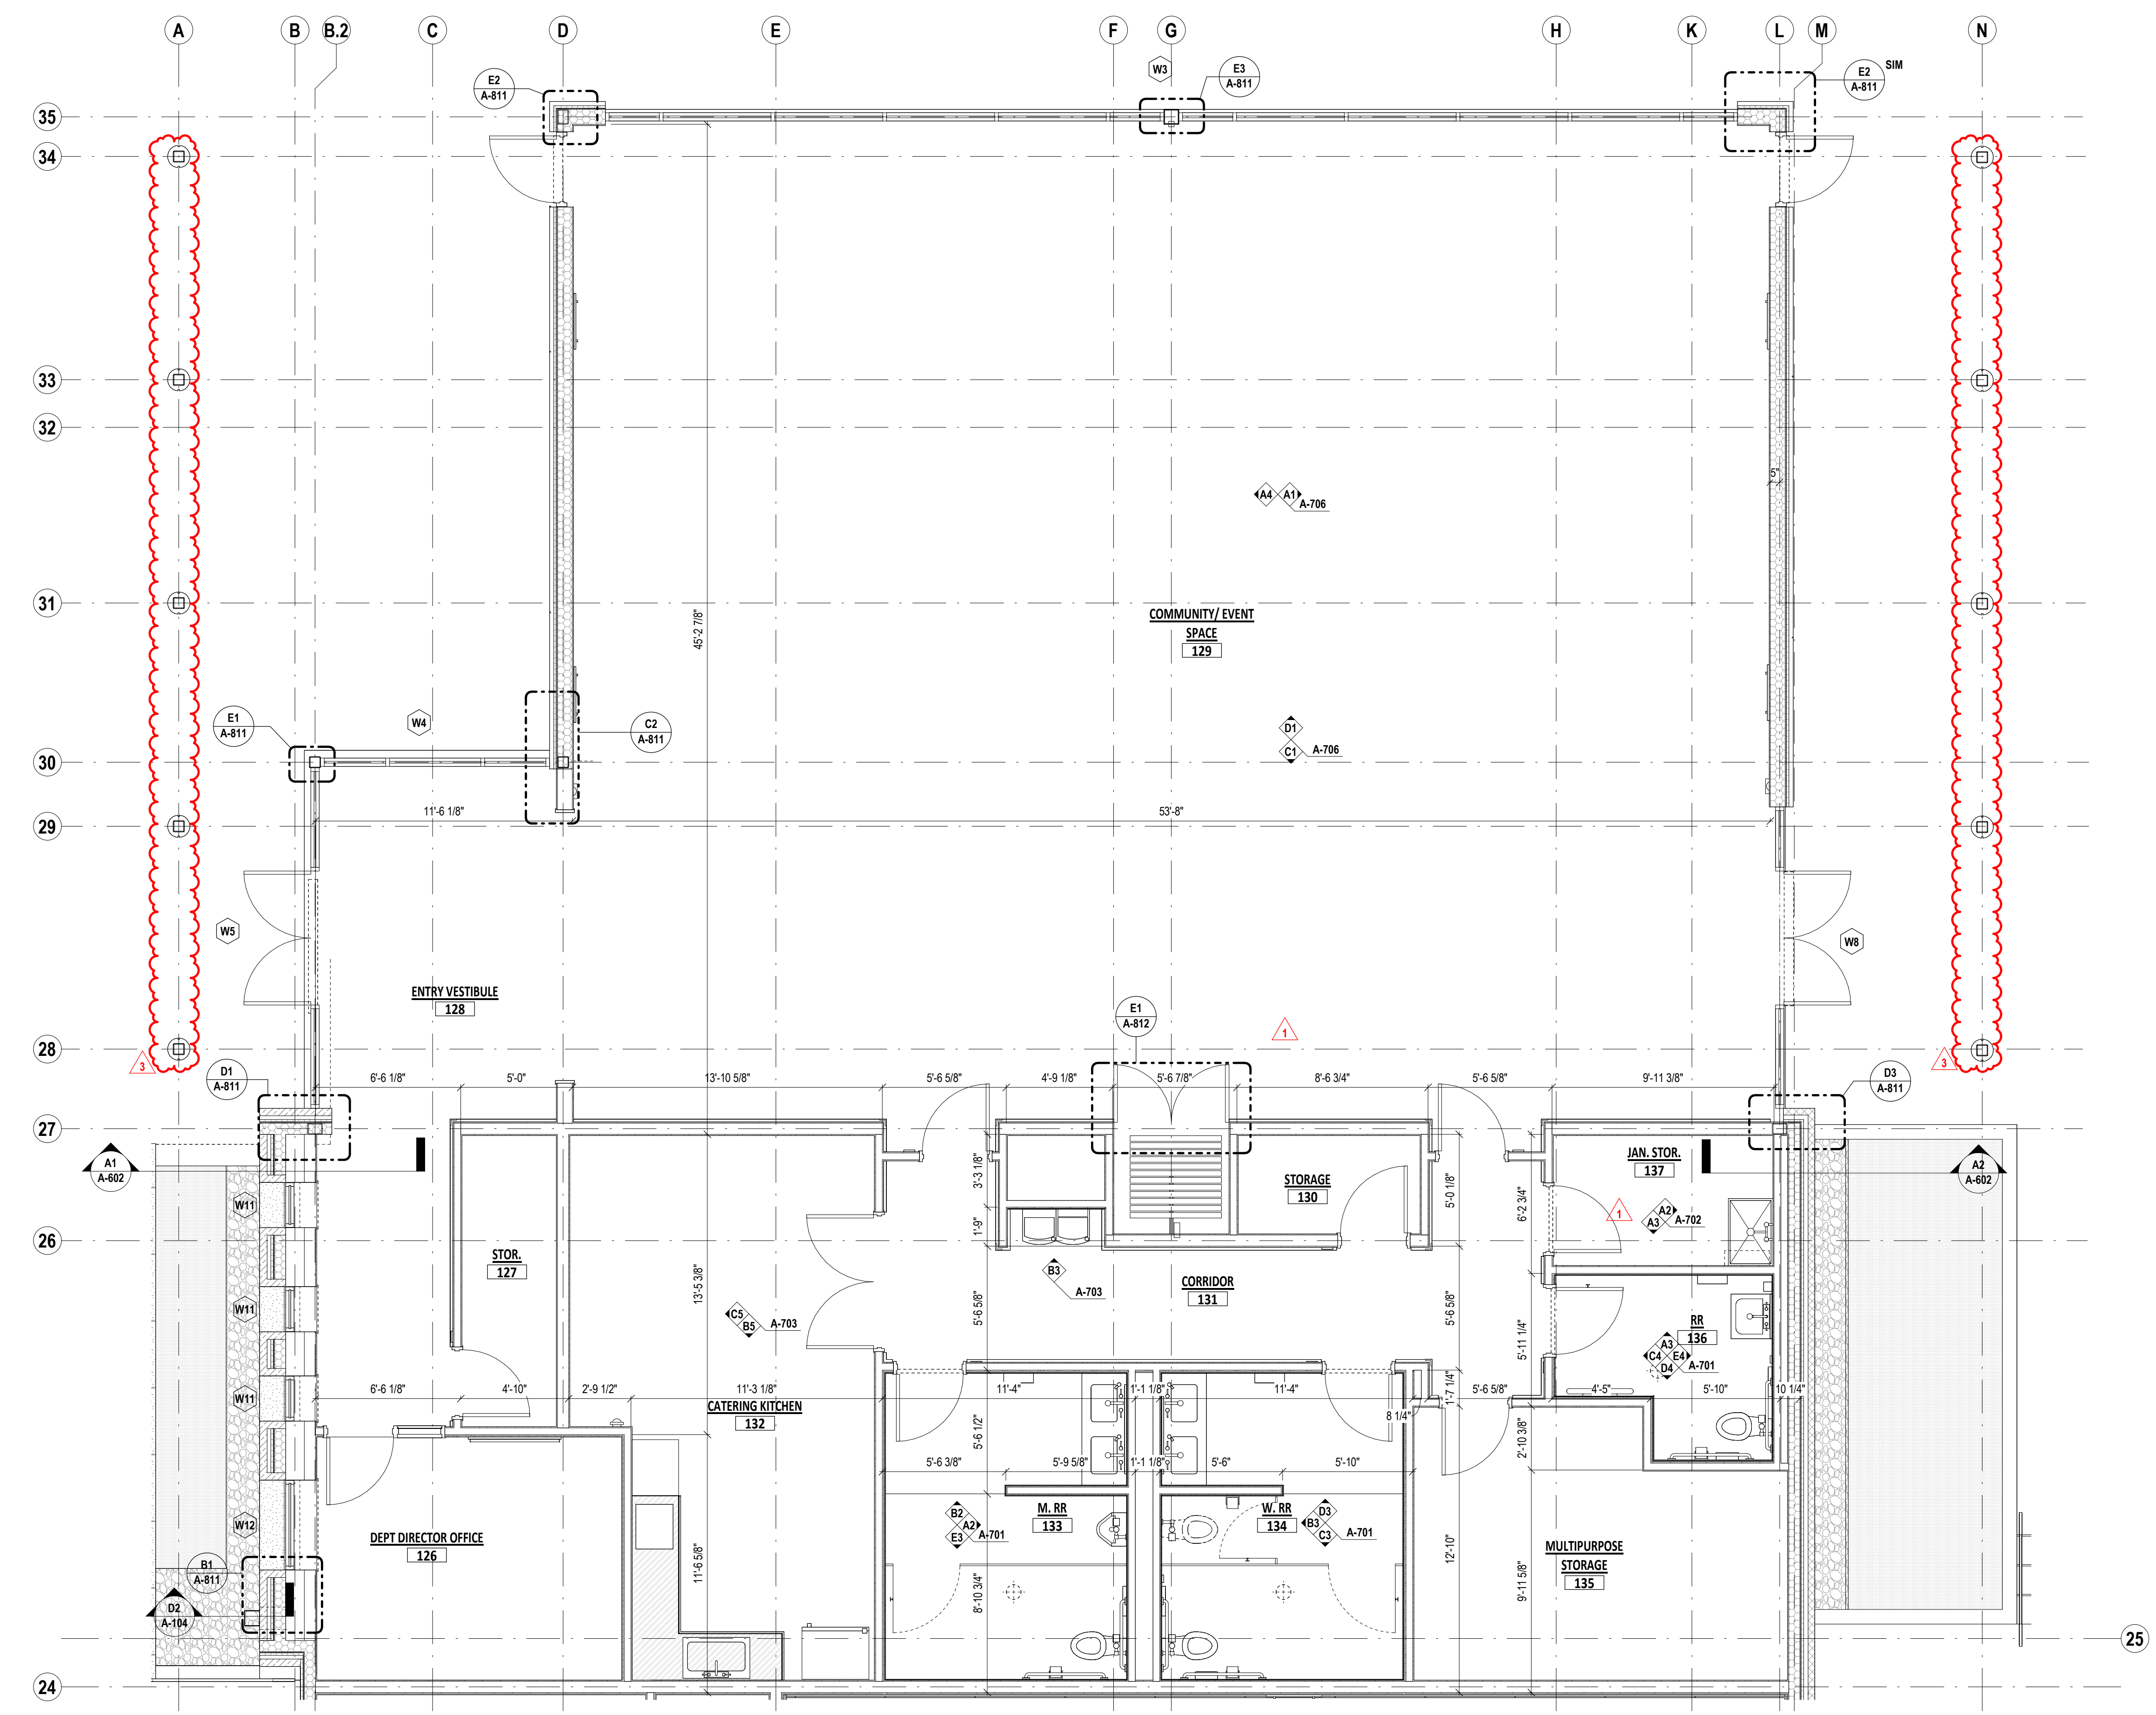 A B B.2 C D E F G H K L M N
W3
E2
A-811
E3
A-811
E2
A-811
SIM
35
34
33
32
5"
A4 A1
A-706
31
COMMUNITY/ EVENT
SPACE
129
45'-2 7/8"
E1
A-811
W4
C2
A-811
D1
C1
A-706
30
11'-6 1/8"
53'-8"
29
W5
W8
ENTRY VESTIBULE
128
E1
A-812
1
28
3
3
D1
A-811
D3
A-811
6'-6 1/8" 5'-0" 13'-10 5/8" 5'-6 5/8" 4'-9 1/8" 5'-6 7/8" 8'-6 3/4" 5'-6 5/8" 9'-11 3/8"
27
A1
A-602
JAN. STOR.
137
A2
A-602
3'-3 1/8"
STORAGE
130
5'-0 1/8"
6'-2 3/4"
W11
1'-9"
1
A2
A3
A-702
26
STOR.
127
B3
A-703
CORRIDOR
131
13'-5 3/8"
5'-6 5/8"
5'-6 5/8"
W11
C5
B5
A-703
5'-11 1/4"
RR
136
A3
C4 E4
D4
A-701
W11
6'-6 1/8" 4'-10" 2'-9 1/2" 11'-3 1/8" 11'-4" 1'-1 1/8" 11'-4" 1'-7 1/4" 5'-6 5/8" 4'-5" 5'-10" 10 1/4"
CATERING KITCHEN
132
8 1/4"
5'-6 1/2"
2'-10 3/8"
5'-6 3/8" 5'-9 5/8" 1'-1 1/8" 5'-6" 5'-10"
W12
DEPT DIRECTOR OFFICE
126
B2
A2
E3
A-701
M. RR
133
W. RR
134
D3
B3
C3
A-701
12'-10"
MULTIPURPOSE
STORAGE
135
B1
A-811
11'-6 5/8"
8'-10 3/4"
9'-11 5/8"
D2
A-104
25
24